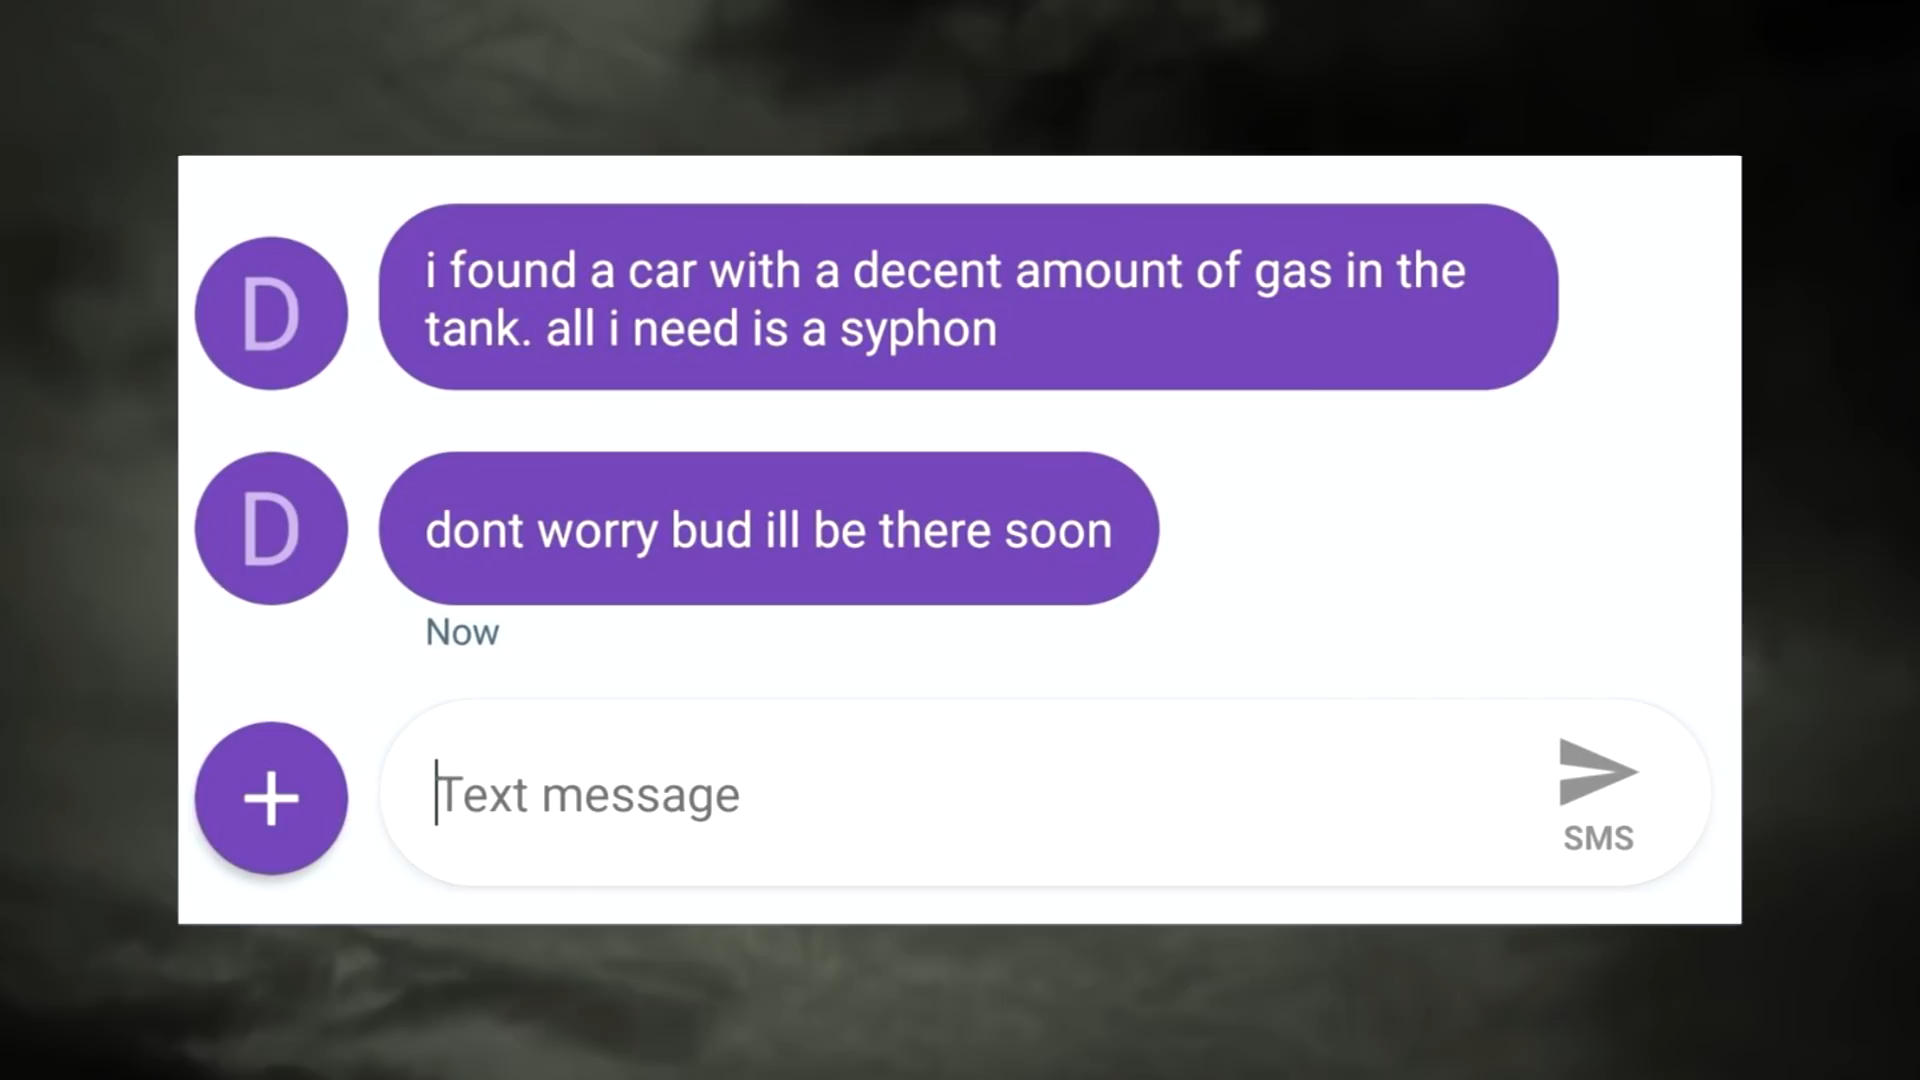 D
i found a car with a decent amount of gas in the
tank. all i need is a syphon
D
dont worry bud ill be there soon
Now
Text message
SMS